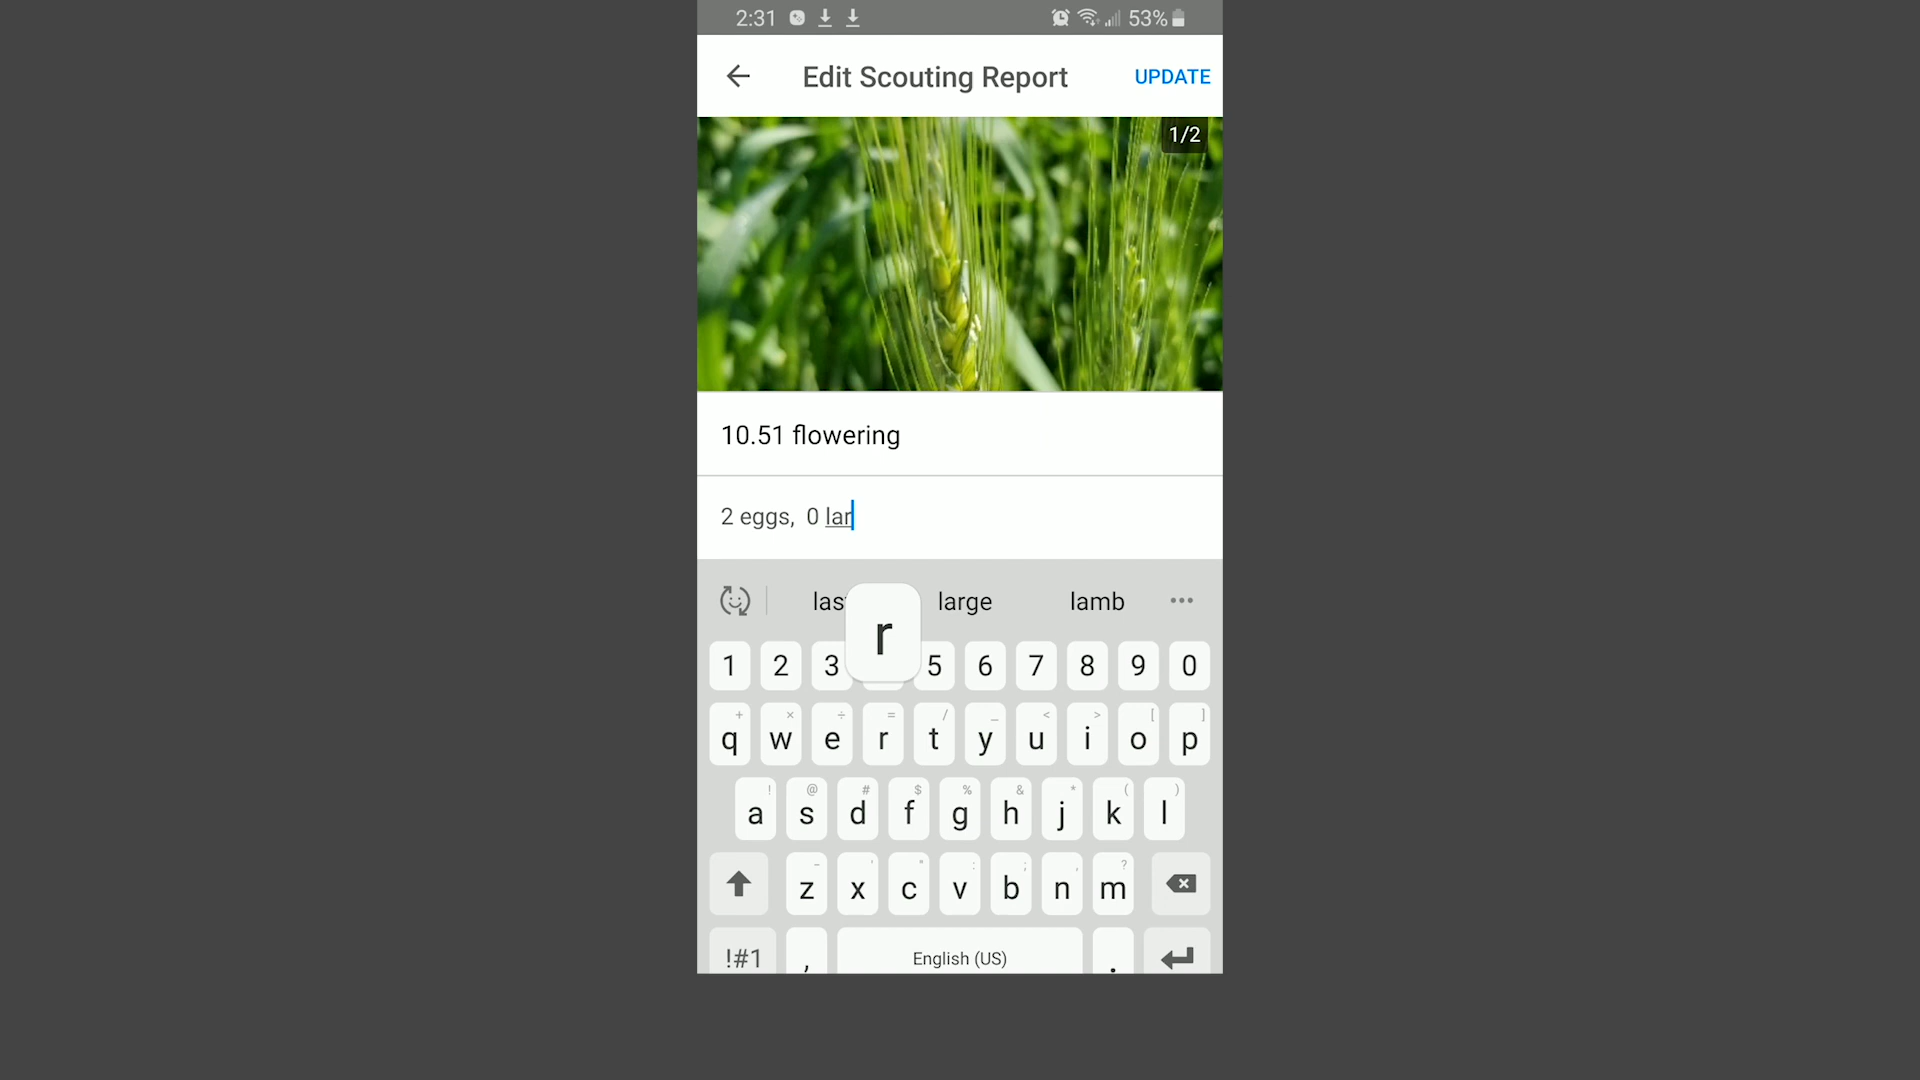 2:31 53%
Edit Scouting Report UPDATE
1/2
10.51 flowering
2 eggs,  0 lar
las large lamb •••
r
1 2 3 5 6 7 8 9 0
+ × ÷ = / _ < > [ ]
q w e r t y u i o p
! @ # $ % & * ( )
a s d f g h j k l
- ' " : ; , ?
z x c v b n m
!#1 , English (US) .